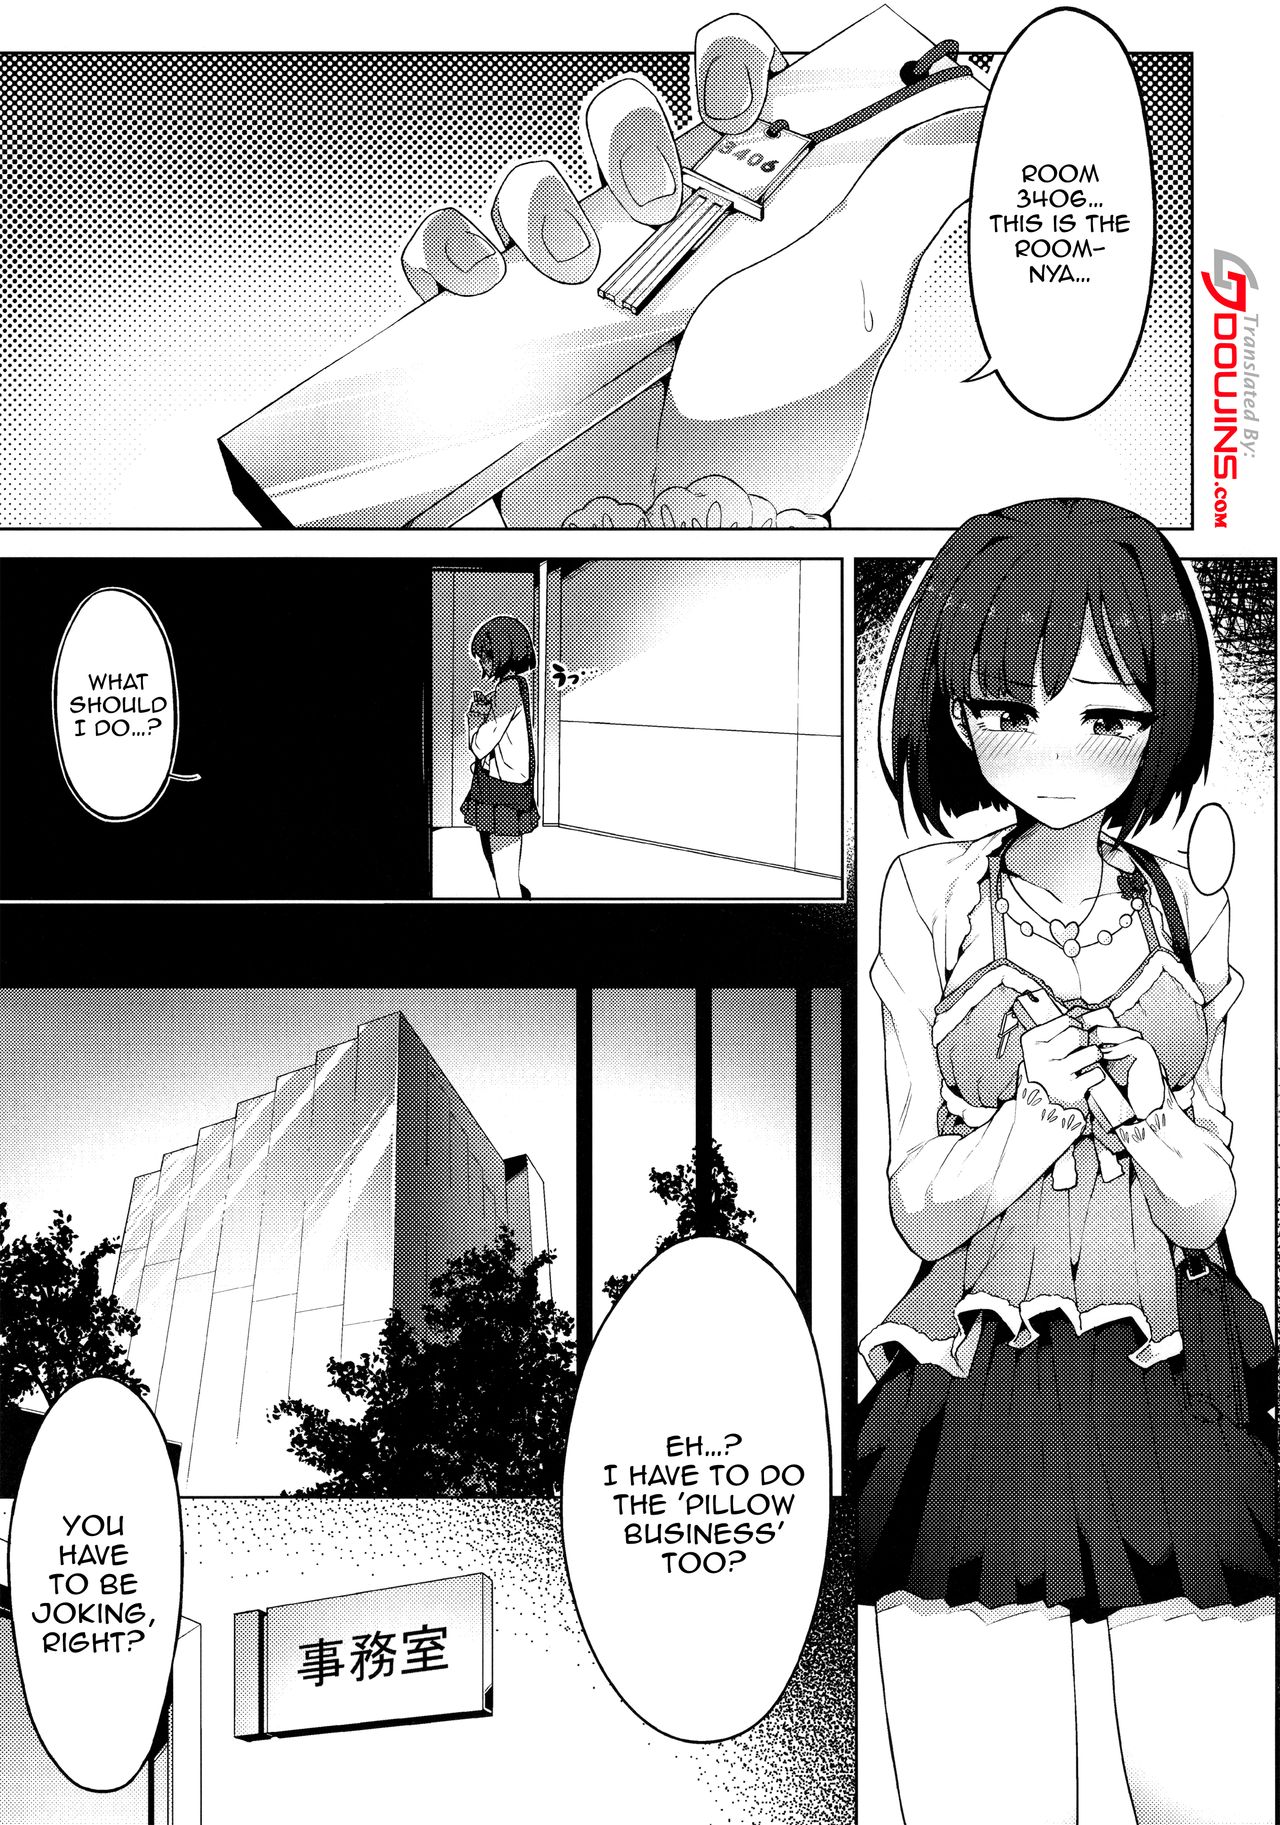 3406
ROOM
3406...
THIS IS THE
ROOM-
NYA...
Translated By:
DOUJINS.COM
WHAT
SHOULD
I DO...?
うっ
EH...?
I HAVE TO DO
THE 'PILLOW
BUSINESS'
TOO?
YOU
HAVE
TO BE
JOKING,
RIGHT?
事務室